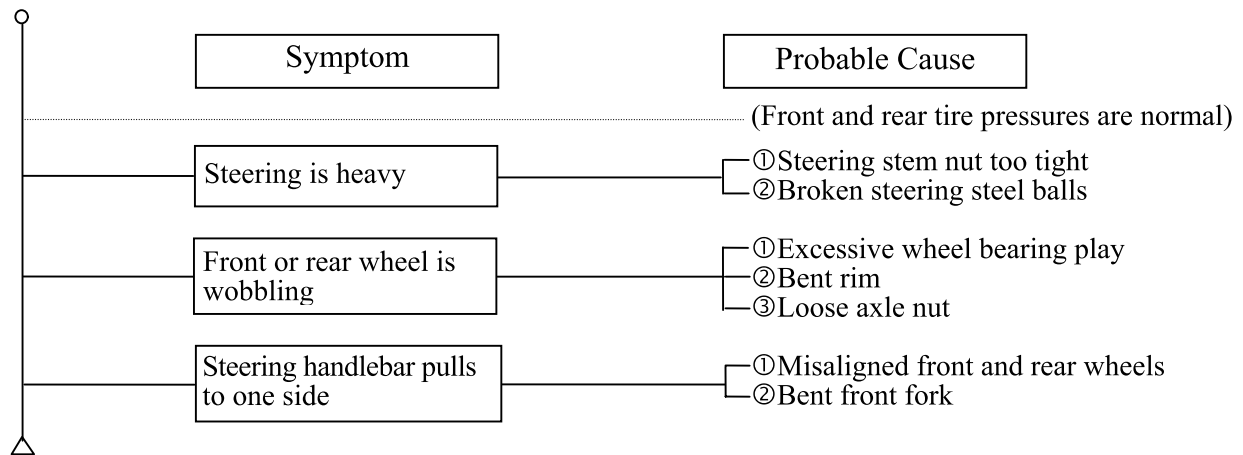 Symptom
Probable Cause
(Front and rear tire pressures are normal)
Steering is heavy
①Steering stem nut too tight
②Broken steering steel balls
Front or rear wheel is
wobbling
①Excessive wheel bearing play
②Bent rim
③Loose axle nut
Steering handlebar pulls
to one side
①Misaligned front and rear wheels
②Bent front fork